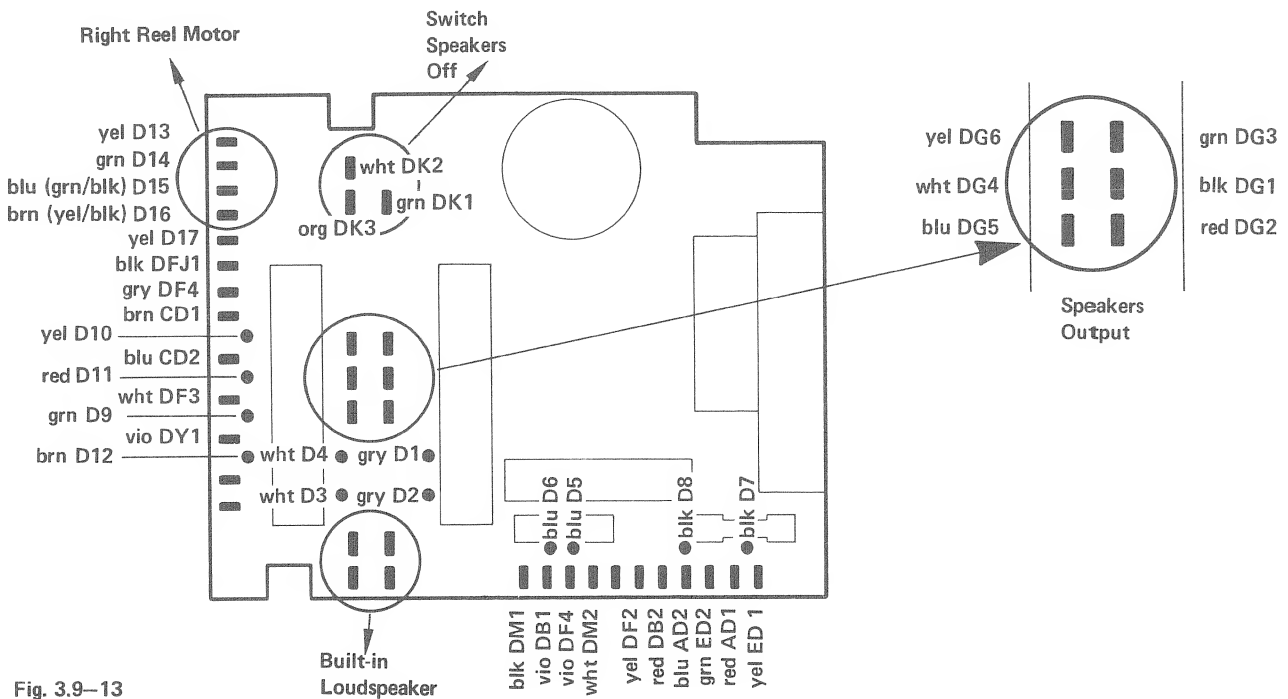 Right Reel Motor
Switch
Speakers
Off
yel D13
grn D14
blu (grn/blk) D15
brn (yel/blk) D16
yel D17
blk DFJ1
gry DF4
brn CD1
yel D10
blu CD2
red D11
wht DF3
grn D9
vio DY1
brn D12
wht DK2
grn DK1
org DK3
wht D4
gry D1
wht D3
gry D2
yel DG6
grn DG3
wht DG4
blk DG1
blu DG5
red DG2
Speakers
Output
blu D6
blu D5
blk D8
blk D7
blk DM1
vio DB1
vio DF4
wht DM2
yel DF2
red DB2
blu AD2
grn ED2
red AD1
yel ED 1
Built-in
Loudspeaker
Fig. 3.9–13